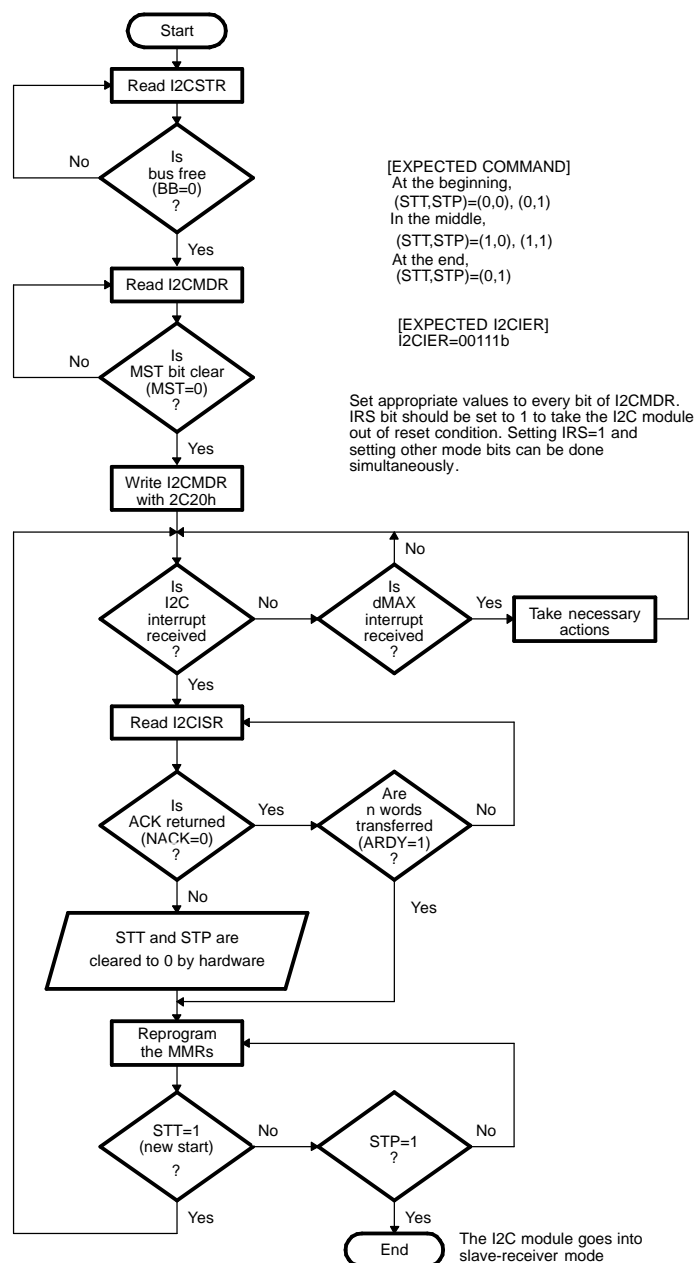 Start
Read I2CSTR
Is
bus free
(BB=0)
?
No
Yes
[EXPECTED COMMAND]
At the beginning,
(STT,STP)=(0,0), (0,1)
In the middle,
(STT,STP)=(1,0), (1,1)
At the end,
(STT,STP)=(0,1)
[EXPECTED I2CIER]
I2CIER=00111b
Read I2CMDR
Is
MST bit clear
(MST=0)
?
No
Yes
Set appropriate values to every bit of I2CMDR.
IRS bit should be set to 1 to take the I2C module
out of reset condition. Setting IRS=1 and
setting other mode bits can be done
simultaneously.
Write I2CMDR
with 2C20h
Is
I2C
interrupt
received
?
No
Yes
Is
dMAX
interrupt
received
?
No
Yes
Take necessary
actions
Read I2CISR
Is
ACK returned
(NACK=0)
?
Yes
No
Are
n words
transferred
(ARDY=1)
?
No
Yes
STT and STP are
cleared to 0 by hardware
Reprogram
the MMRs
STT=1
(new start)
?
No
Yes
STP=1
?
No
Yes
End
The I2C module goes into
slave-receiver mode